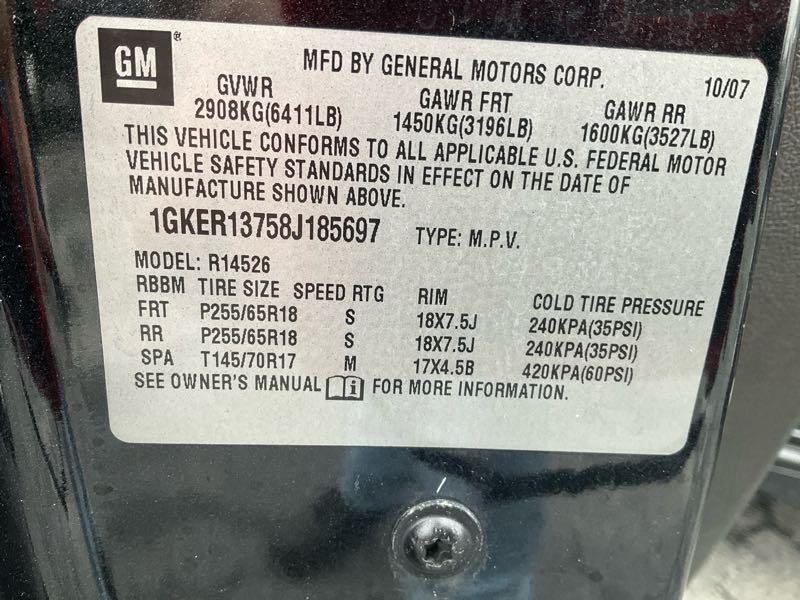 GM ®
MFD BY GENERAL MOTORS CORP. 10/07
GVWR GAWR FRT GAWR RR
2908KG(6411LB) 1450KG(3196LB) 1600KG(3527LB)
THIS VEHICLE CONFORMS TO ALL APPLICABLE U.S. FEDERAL MOTOR
VEHICLE SAFETY STANDARDS IN EFFECT ON THE DATE OF
MANUFACTURE SHOWN ABOVE.
1GKER13758J185697 TYPE: M.P.V.
MODEL: R14526
RBBM TIRE SIZE SPEED RTG RIM COLD TIRE PRESSURE
FRT P255/65R18 S 18X7.5J 240KPA(35PSI)
RR P255/65R18 S 18X7.5J 240KPA(35PSI)
SPA T145/70R17 M 17X4.5B 420KPA(60PSI)
SEE OWNER'S MANUAL i FOR MORE INFORMATION.